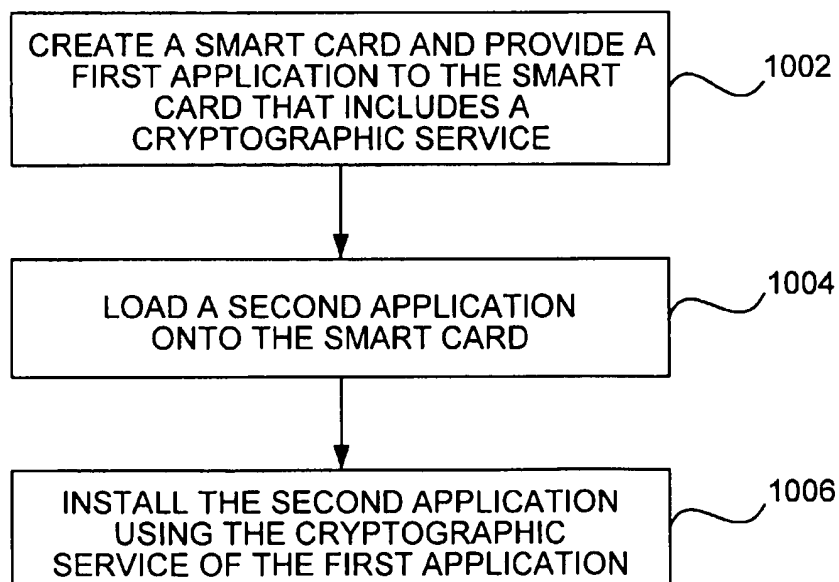 CREATE A SMART CARD AND PROVIDE A
FIRST APPLICATION TO THE SMART
CARD THAT INCLUDES A
CRYPTOGRAPHIC SERVICE
1002
LOAD A SECOND APPLICATION
ONTO THE SMART CARD
1004
INSTALL THE SECOND APPLICATION
USING THE CRYPTOGRAPHIC
SERVICE OF THE FIRST APPLICATION
1006